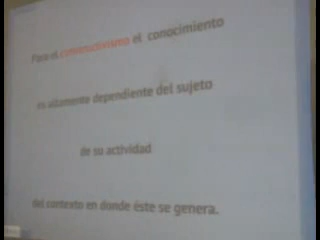 Para el constructivismo el conocimiento
es altamente dependiente del sujeto
de su actividad
del contexto en donde éste se genera.